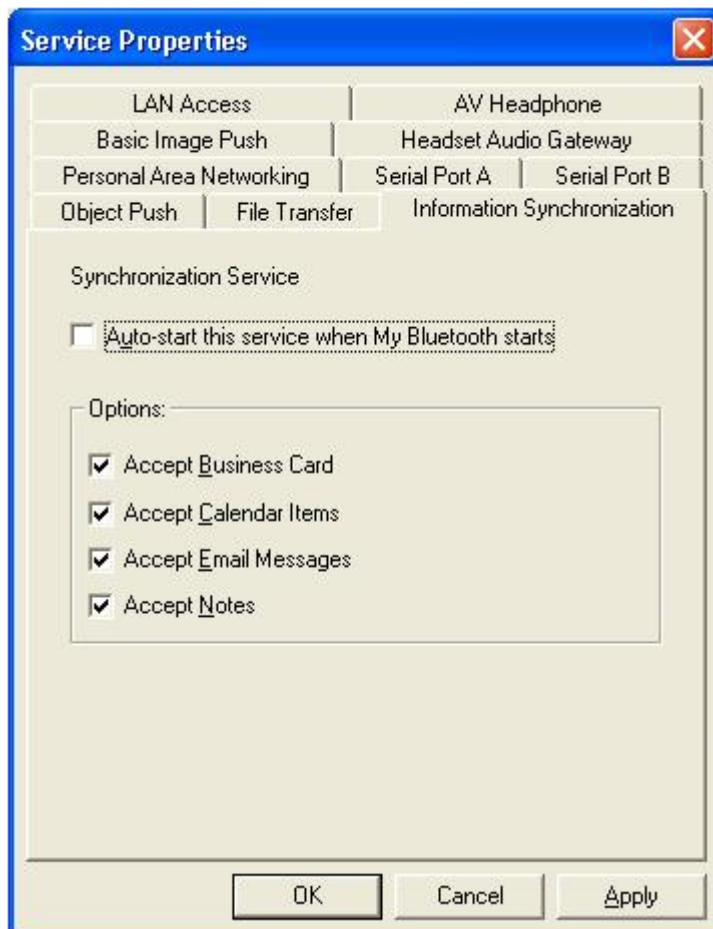 Service Properties
LAN Access AV Headphone
Basic Image Push Headset Audio Gateway
Personal Area Networking Serial Port A Serial Port B
Object Push File Transfer Information Synchronization
Synchronization Service
Auto-start this service when My Bluetooth starts
Options:
Accept Business Card
Accept Calendar Items
Accept Email Messages
Accept Notes
OK Cancel Apply